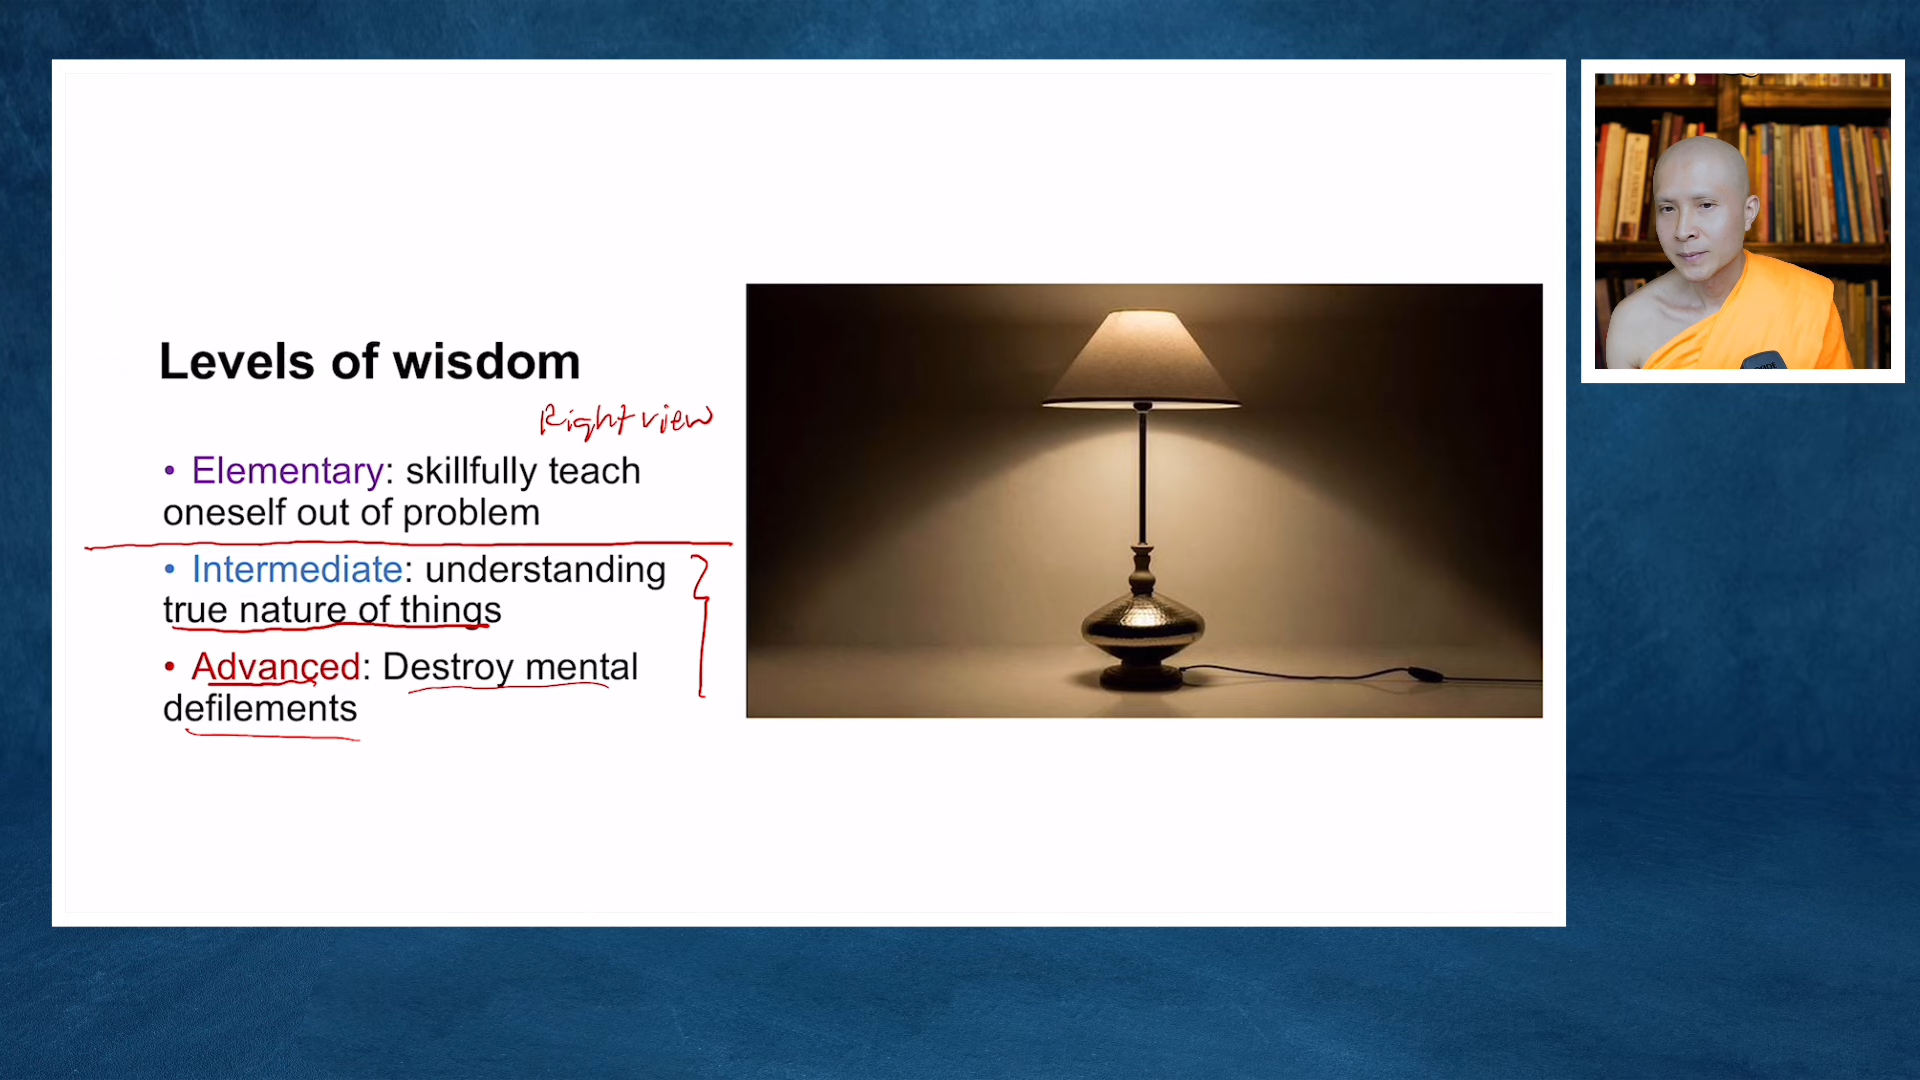 Levels of wisdom
Right view
• Elementary: skillfully teach
oneself out of problem
• Intermediate: understanding
true nature of things
• Advanced: Destroy mental
defilements